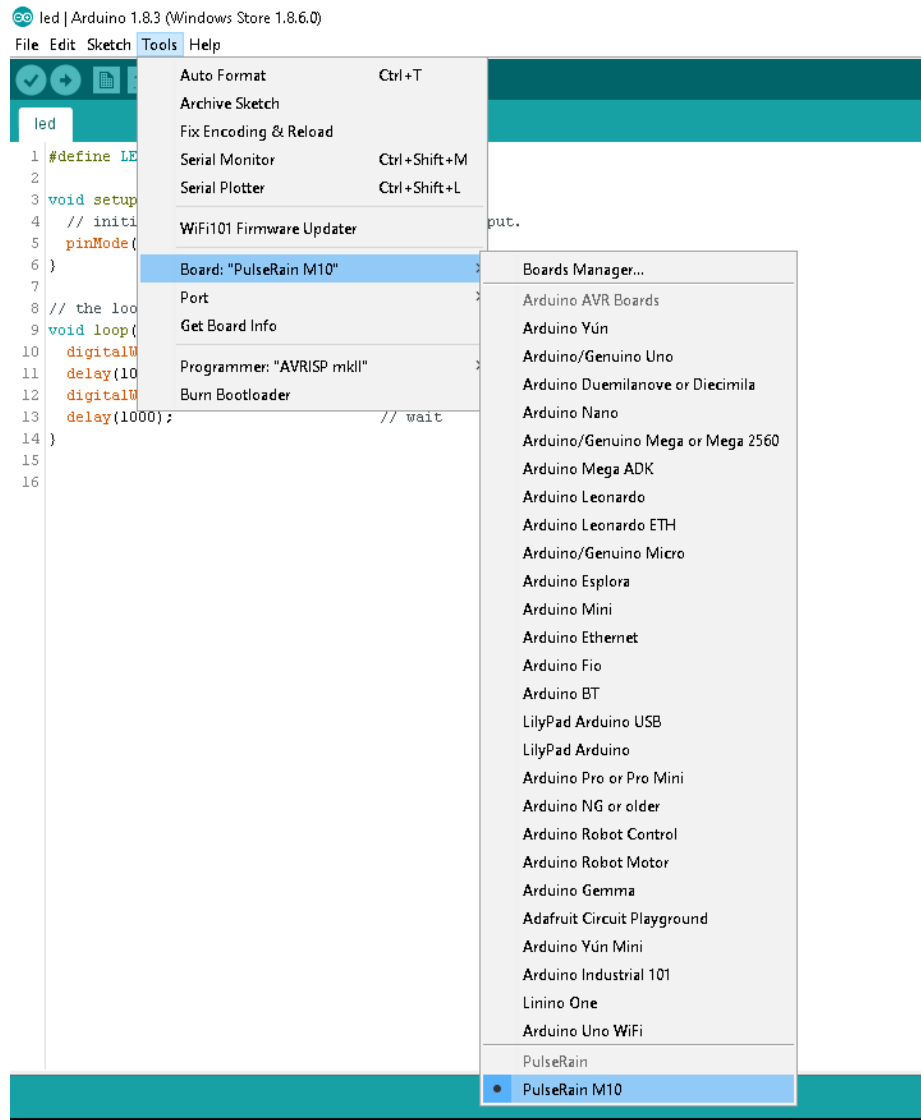 led | Arduino 1.8.3 (Windows Store 1.8.6.0)
File Edit Sketch Tools Help
led
1 #define LE
2
3 void setup
4 // initi
5 pinMode(
6 }
7
8 // the loo
9 void loop(
10 digitalW
11 delay(10
12 digitalW
13 delay(1000); // wait
14 }
15
16
put.
Auto Format Ctrl+T
Archive Sketch
Fix Encoding & Reload
Serial Monitor Ctrl+Shift+M
Serial Plotter Ctrl+Shift+L
WiFi101 Firmware Updater
Board: "PulseRain M10"
Port
Get Board Info
Programmer: "AVRISP mkII"
Burn Bootloader
Boards Manager...
Arduino AVR Boards
Arduino Yún
Arduino/Genuino Uno
Arduino Duemilanove or Diecimila
Arduino Nano
Arduino/Genuino Mega or Mega 2560
Arduino Mega ADK
Arduino Leonardo
Arduino Leonardo ETH
Arduino/Genuino Micro
Arduino Esplora
Arduino Mini
Arduino Ethernet
Arduino Fio
Arduino BT
LilyPad Arduino USB
LilyPad Arduino
Arduino Pro or Pro Mini
Arduino NG or older
Arduino Robot Control
Arduino Robot Motor
Arduino Gemma
Adafruit Circuit Playground
Arduino Yún Mini
Arduino Industrial 101
Linino One
Arduino Uno WiFi
PulseRain
PulseRain M10